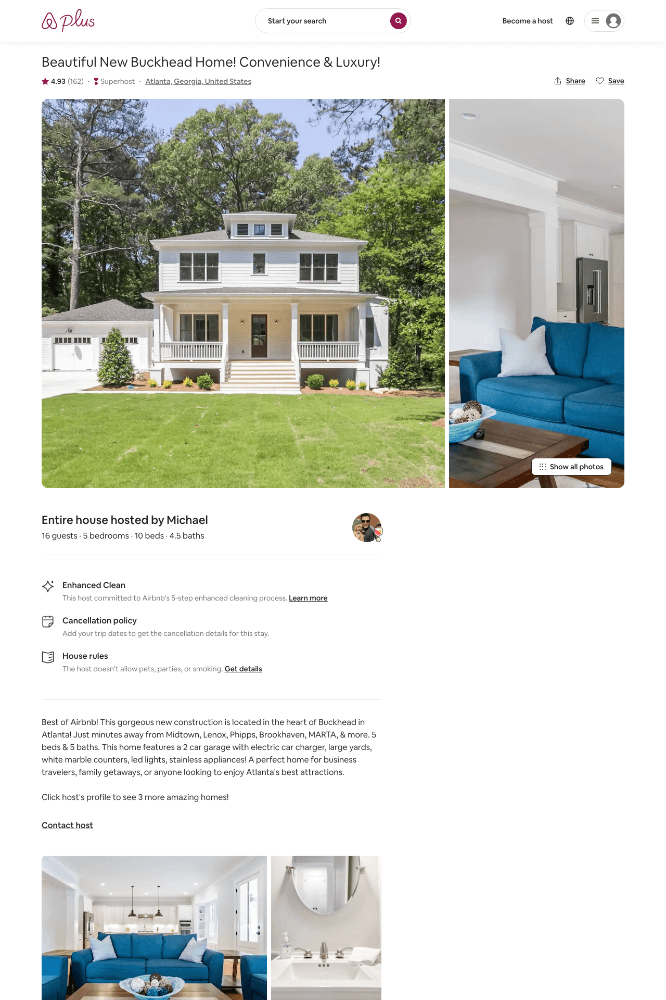 plus
Start your search
Become a host
Beautiful New Buckhead Home! Convenience & Luxury!
4.93 (162) · Superhost · Atlanta, Georgia, United States
Share Save
Show all photos
Entire house hosted by Michael
16 guests · 5 bedrooms · 10 beds · 4.5 baths
Enhanced Clean
This host committed to Airbnb's 5-step enhanced cleaning process. Learn more
Cancellation policy
Add your trip dates to get the cancellation details for this stay.
House rules
The host doesn’t allow pets, parties, or smoking. Get details
Best of Airbnb! This gorgeous new construction is located in the heart of Buckhead in
Atlanta! Just minutes away from Midtown, Lenox, Phipps, Brookhaven, MARTA, & more. 5
beds & 5 baths. This home features a 2 car garage with electric car charger, large yards,
white marble counters, led lights, stainless appliances! A perfect home for business
travelers, family getaways, or anyone looking to enjoy Atlanta's best attractions.
Click host's profile to see 3 more amazing homes!
Contact host